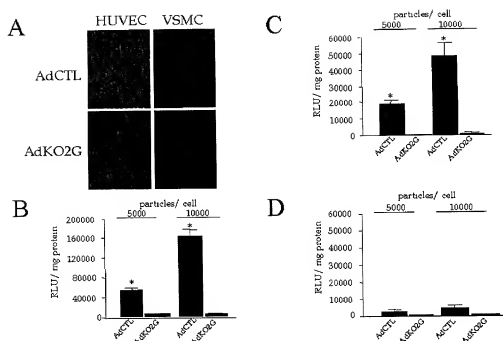 A
HUVEC VSMC
AdCTL
AdKO2G
B
particles/ cell
5000 10000
RLU/ mg protein
200000
160000
120000
80000
40000
0
*
*
AdCTL
AdKO2G
AdCTL
AdKO2G
C
particles/ cell
5000 10000
RLU/ mg protein
60000
50000
40000
30000
20000
10000
0
*
*
AdCTL
AdKO2G
AdCTL
AdKO2G
D
particles/ cell
5000 10000
RLU/ mg protein
60000
50000
40000
30000
20000
10000
0
AdCTL
AdKO2G
AdCTL
AdKO2G